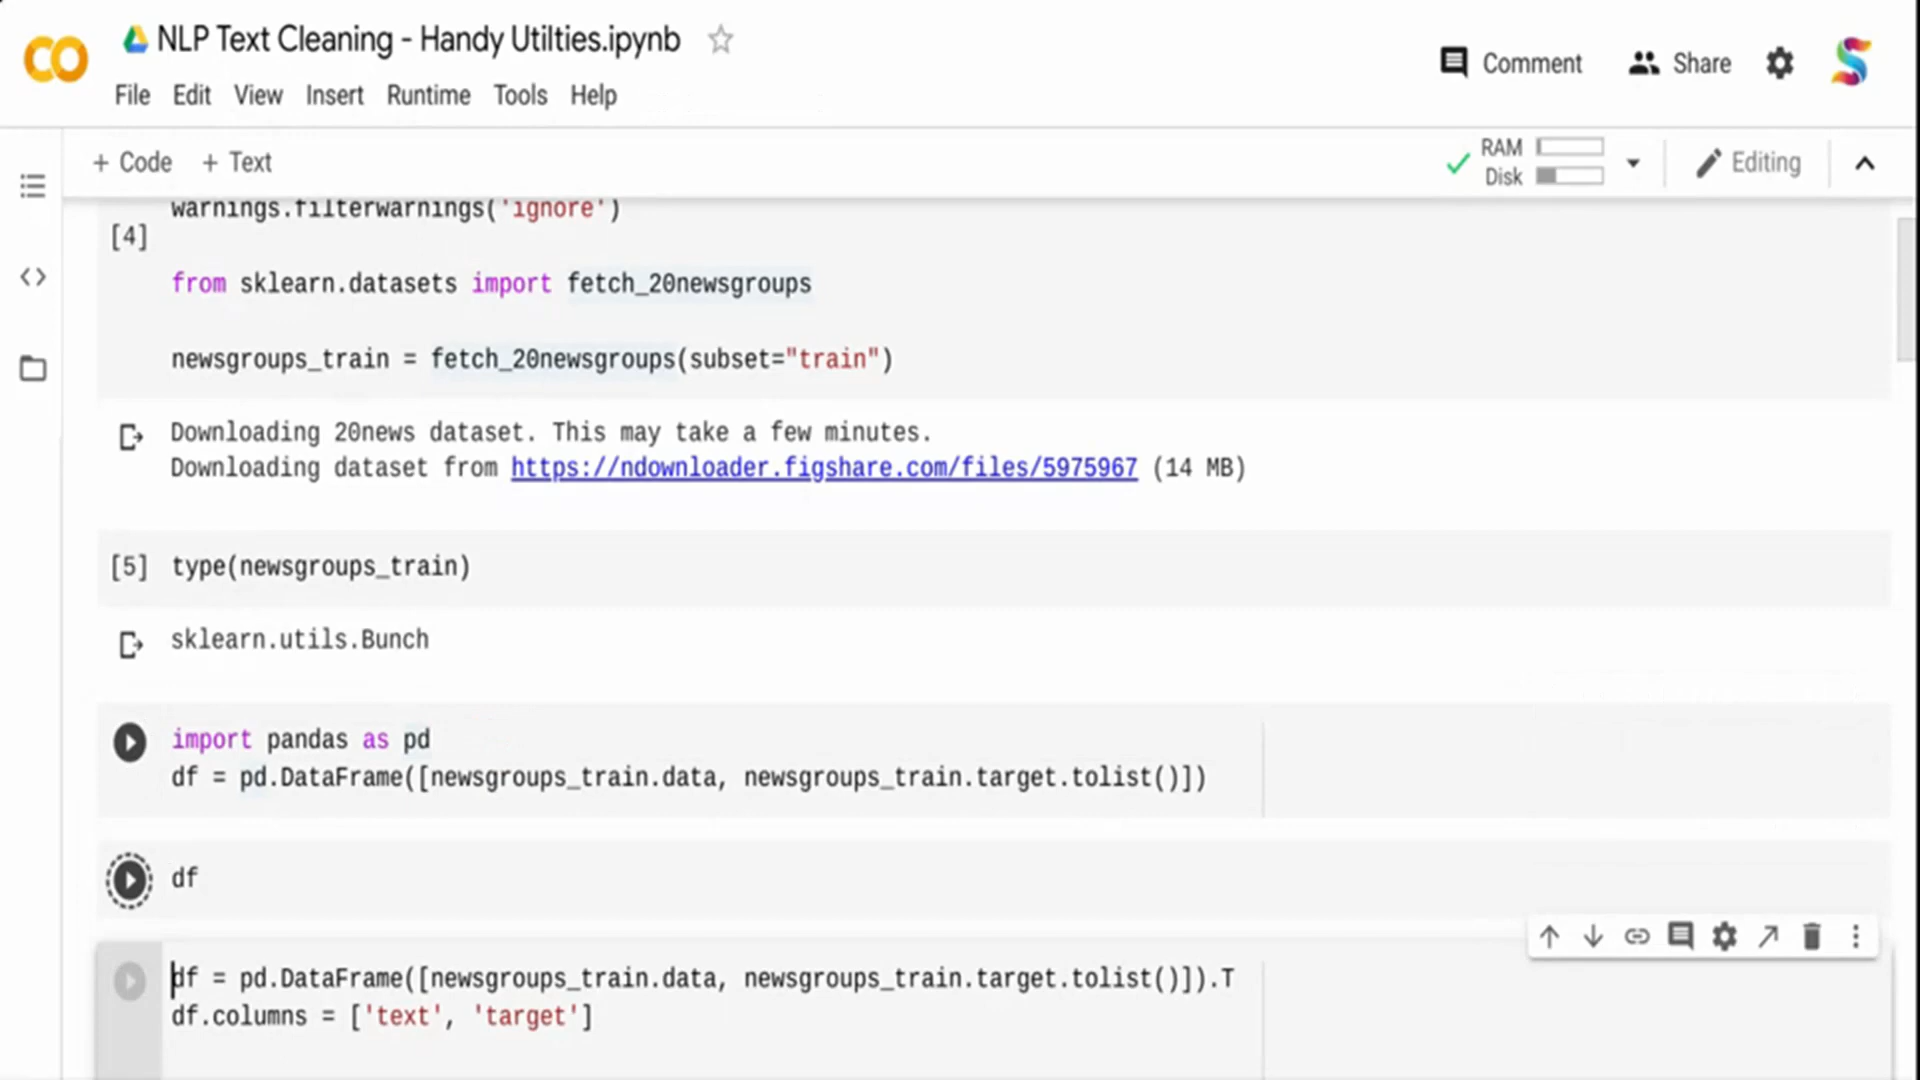 NLP Text Cleaning - Handy Utilties.ipynb
File Edit View Insert Runtime Tools Help
Comment
Share
+ Code + Text
RAM
Disk
Editing
warnings.filterwarnings('ignore')
[4]
from sklearn.datasets import fetch_20newsgroups
newsgroups_train = fetch_20newsgroups(subset="train")
Downloading 20news dataset. This may take a few minutes.
Downloading dataset from https://ndownloader.figshare.com/files/5975967 (14 MB)
[5] type(newsgroups_train)
sklearn.utils.Bunch
import pandas as pd
df = pd.DataFrame([newsgroups_train.data, newsgroups_train.target.tolist()])
df
df = pd.DataFrame([newsgroups_train.data, newsgroups_train.target.tolist()]).T
df.columns = ['text', 'target']